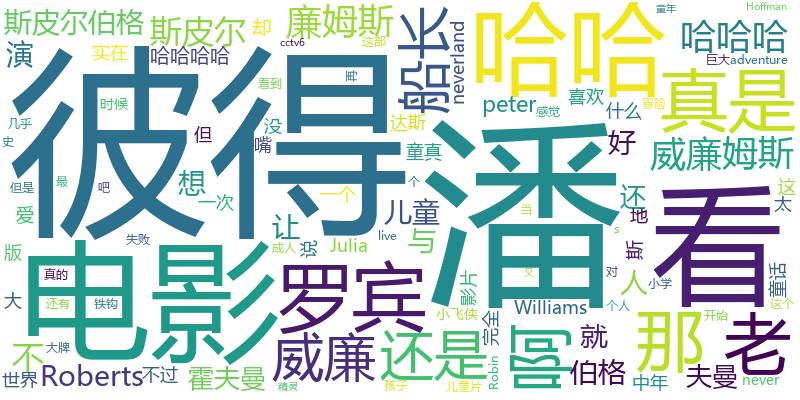 斯皮尔伯格
斯皮尔
廉姆斯
船长
neverland
哈哈
哈哈哈
Hoffman
童年
演
实在
却
哈哈哈哈
cctv6
这部
看到
再
巨大
adventure
彼得
时候
几乎
史
但
没
嘴
达斯
peter
感觉
喜欢
什么
冒险
真是
威廉姆斯
但是
最
吧
想
一次
童真
一个
个
潘
好
还
地
斯
看
这
太
爱
版
失败
让
成人
说
Julia
live
儿童
与
当
又
s
对
人
小学
童话
大
真的
还有
铁钩
电影
罗宾
小飞侠
影片
完全
Williams
个人
开始
这个
不
大牌
世界
Roberts
不过
霍夫曼
精灵
威廉
孩子
还是
儿童片
Robin
啊
就
伯格
那
中年
老
夫曼
never